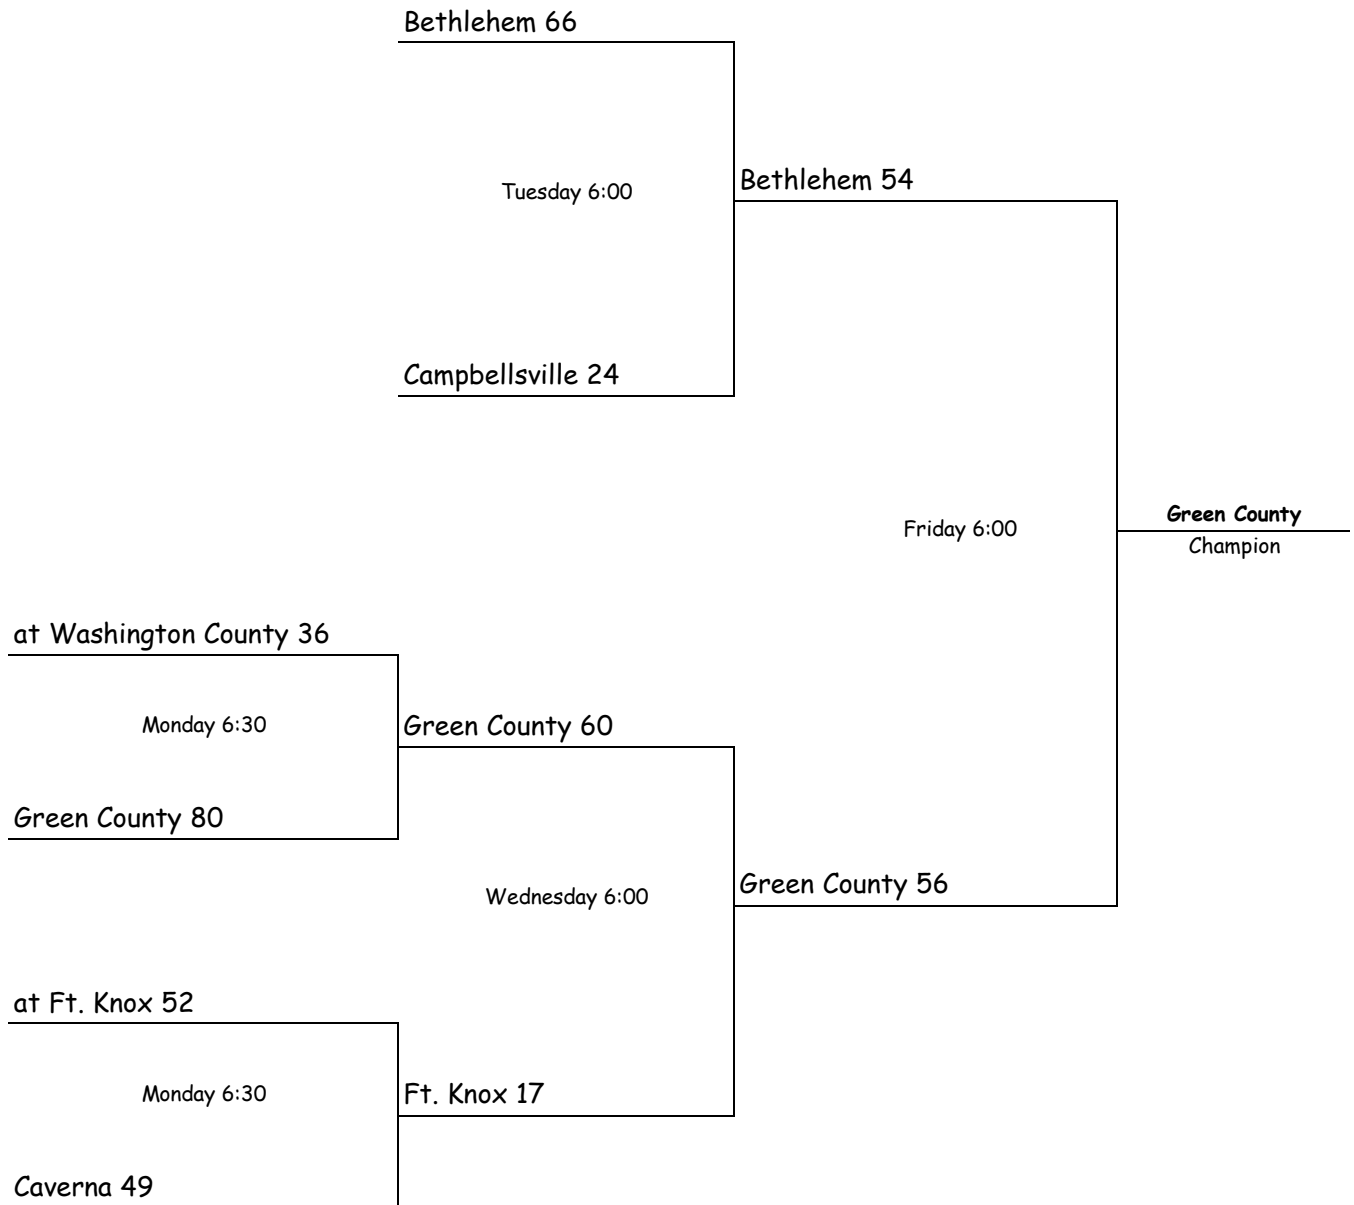 Bethlehem 66
Tuesday 6:00
Bethlehem 54
Campbellsville 24
Friday 6:00
Green County
Champion
at Washington County 36
Monday 6:30
Green County 60
Green County 80
Wednesday 6:00
Green County 56
at Ft. Knox 52
Monday 6:30
Ft. Knox 17
Caverna 49